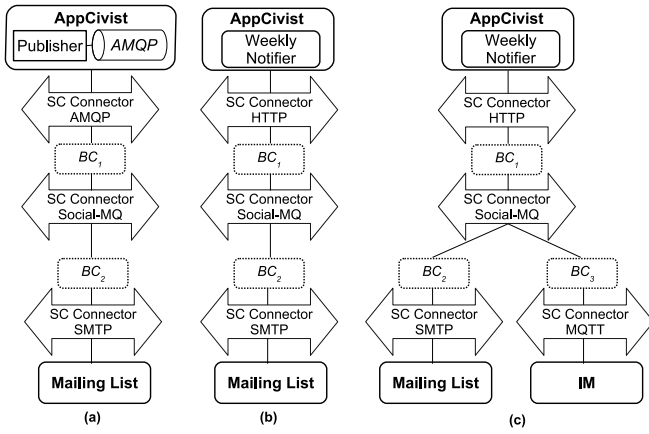 AppCivist
Publisher
AMQP
SC Connector
AMQP
BC1
SC Connector
Social-MQ
BC2
SC Connector
SMTP
Mailing List
(a)
AppCivist
Weekly
Notifier
SC Connector
HTTP
BC1
SC Connector
Social-MQ
BC2
SC Connector
SMTP
Mailing List
(b)
AppCivist
Weekly
Notifier
SC Connector
HTTP
BC1
SC Connector
Social-MQ
BC2
SC Connector
SMTP
Mailing List
BC3
SC Connector
MQTT
IM
(c)